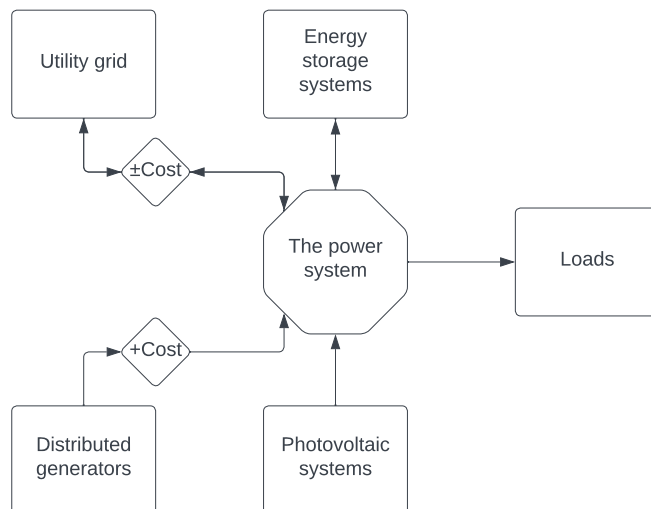 Utility grid
Energy
storage
systems
±Cost
The power
system
Loads
+Cost
Distributed
generators
Photovoltaic
systems